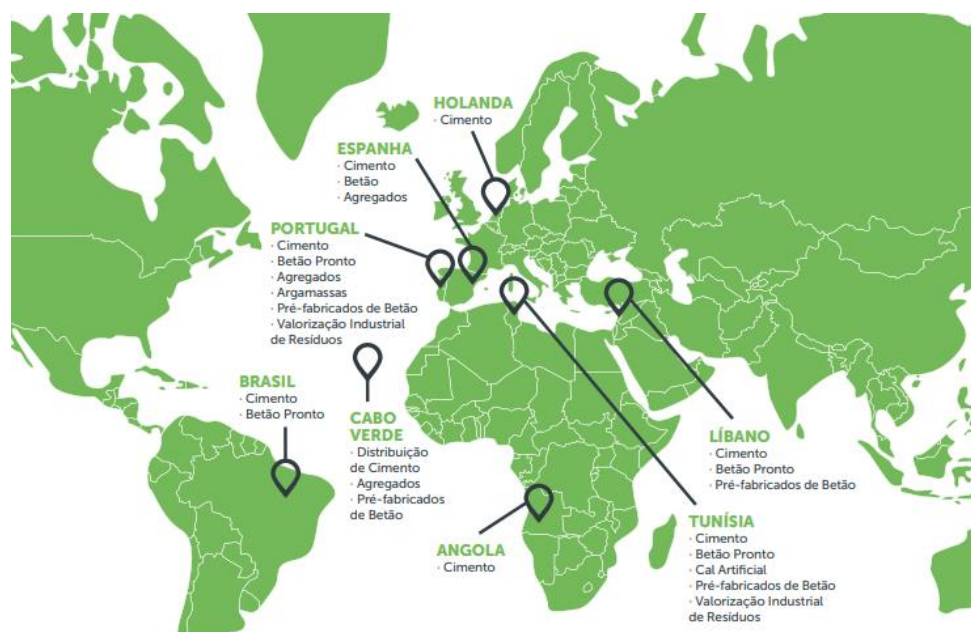 HOLANDA
· Cimento
ESPANHA
· Cimento
· Betão
· Agregados
PORTUGAL
· Cimento
· Betão Pronto
· Agregados
· Argamassas
· Pré-fabricados de Betão
· Valorização Industrial
de Resíduos
BRASIL
· Cimento
· Betão Pronto
CABO
VERDE
· Distribuição
de Cimento
· Agregados
· Pré-fabricados
de Betão
ANGOLA
· Cimento
LÍBANO
· Cimento
· Betão Pronto
· Pré-fabricados de Betão
TUNÍSIA
· Cimento
· Betão Pronto
· Cal Artificial
· Pré-fabricados de Betão
· Valorização Industrial
de Resíduos